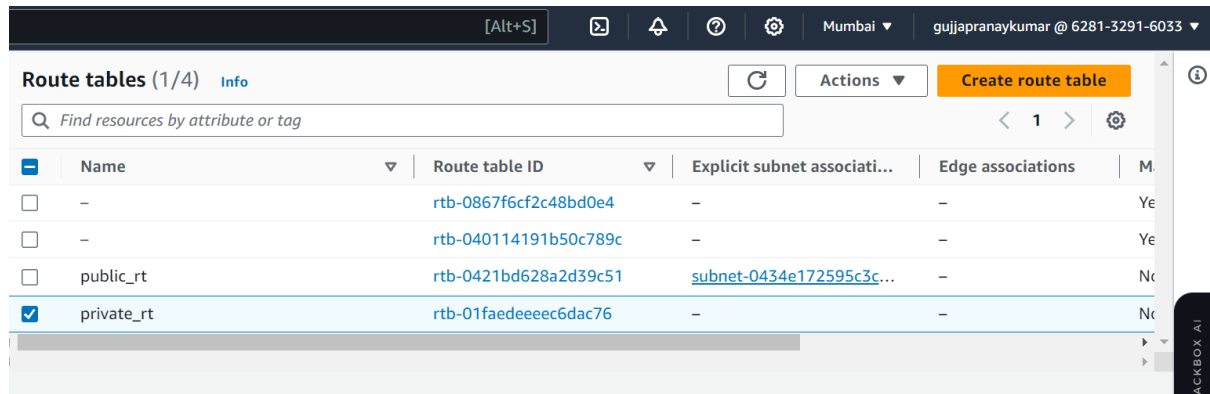 [Alt+S] Mumbai ▼ gujjapranaykumar @ 6281-3291-6033 ▼
Route tables (1/4) Info Actions ▼ Create route table
Find resources by attribute or tag 1
Name Route table ID Explicit subnet associati... Edge associations M
– rtb-0867f6cf2c48bd0e4 – – Ye
– rtb-040114191b50c789c – – Ye
public_rt rtb-0421bd628a2d39c51 subnet-0434e172595c3c... – No
private_rt rtb-01faedeeeec6dac76 – – No
ACKBOX AI